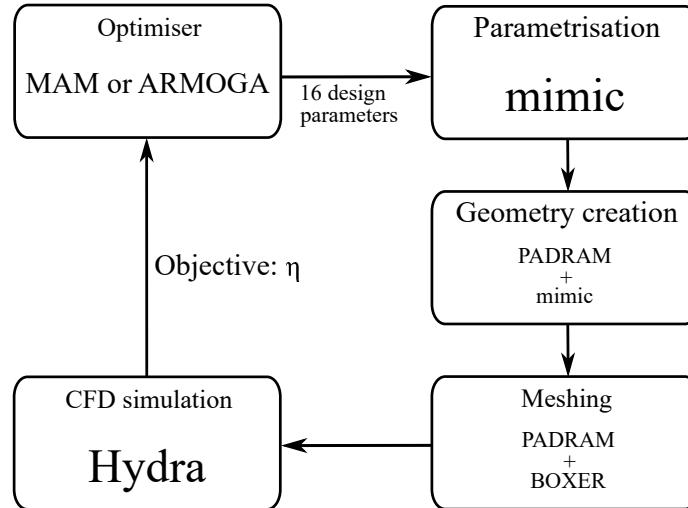 Optimiser
MAM or ARMOGA
16 design
parameters
Parametrisation
mimic
Geometry creation
PADRAM
+
mimic
Meshing
PADRAM
+
BOXER
CFD simulation
Hydra
Objective: η